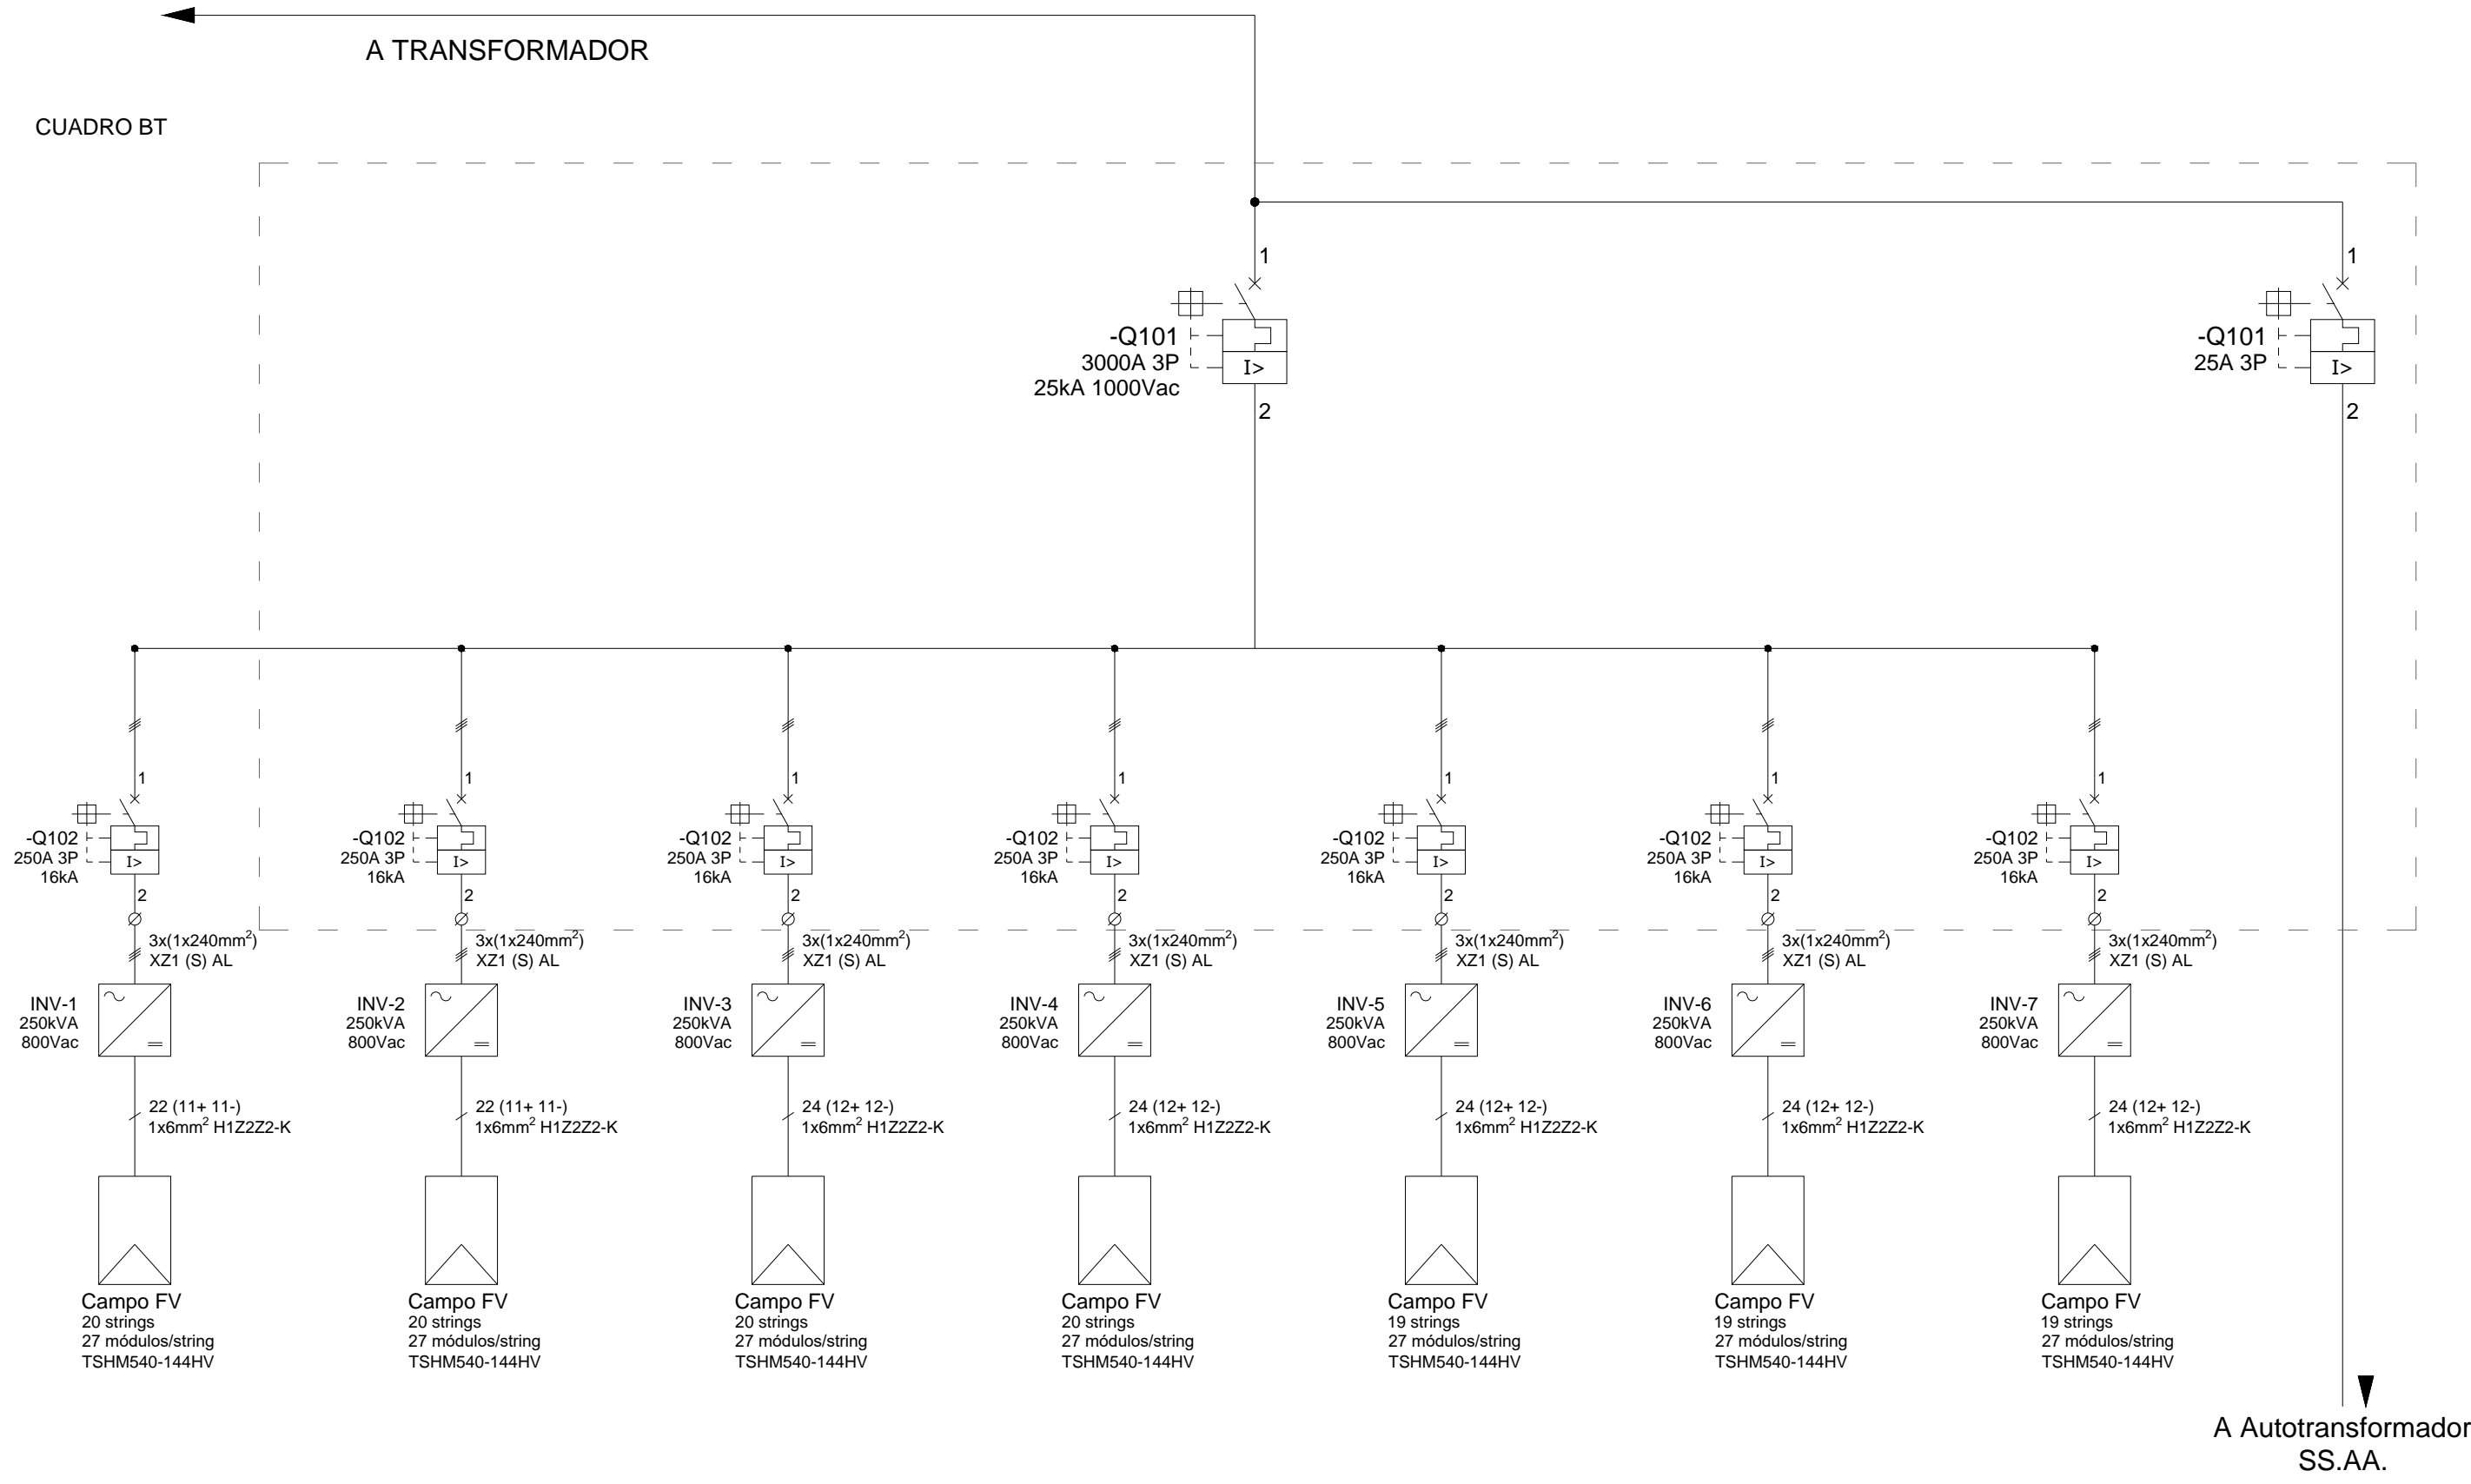 A TRANSFORMADOR
CUADRO BT
1
-Q101
3000A 3P
25kA 1000Vac
I>
2
1
-Q101
25A 3P
I>
2
1
-Q102
250A 3P
16kA
I>
2
1
-Q102
250A 3P
16kA
I>
2
1
-Q102
250A 3P
16kA
I>
2
1
-Q102
250A 3P
16kA
I>
2
1
-Q102
250A 3P
16kA
I>
2
1
-Q102
250A 3P
16kA
I>
2
1
-Q102
250A 3P
16kA
I>
2
3x(1x240mm²)
XZ1 (S) AL
3x(1x240mm²)
XZ1 (S) AL
3x(1x240mm²)
XZ1 (S) AL
3x(1x240mm²)
XZ1 (S) AL
3x(1x240mm²)
XZ1 (S) AL
3x(1x240mm²)
XZ1 (S) AL
3x(1x240mm²)
XZ1 (S) AL
INV-1
250kVA
800Vac
INV-2
250kVA
800Vac
INV-3
250kVA
800Vac
INV-4
250kVA
800Vac
INV-5
250kVA
800Vac
INV-6
250kVA
800Vac
INV-7
250kVA
800Vac
22 (11+ 11-)
1x6mm² H1Z2Z2-K
22 (11+ 11-)
1x6mm² H1Z2Z2-K
24 (12+ 12-)
1x6mm² H1Z2Z2-K
24 (12+ 12-)
1x6mm² H1Z2Z2-K
24 (12+ 12-)
1x6mm² H1Z2Z2-K
24 (12+ 12-)
1x6mm² H1Z2Z2-K
24 (12+ 12-)
1x6mm² H1Z2Z2-K
Campo FV
20 strings
27 módulos/string
TSHM540-144HV
Campo FV
20 strings
27 módulos/string
TSHM540-144HV
Campo FV
20 strings
27 módulos/string
TSHM540-144HV
Campo FV
20 strings
27 módulos/string
TSHM540-144HV
Campo FV
19 strings
27 módulos/string
TSHM540-144HV
Campo FV
19 strings
27 módulos/string
TSHM540-144HV
Campo FV
19 strings
27 módulos/string
TSHM540-144HV
A Autotransformador
SS.AA.